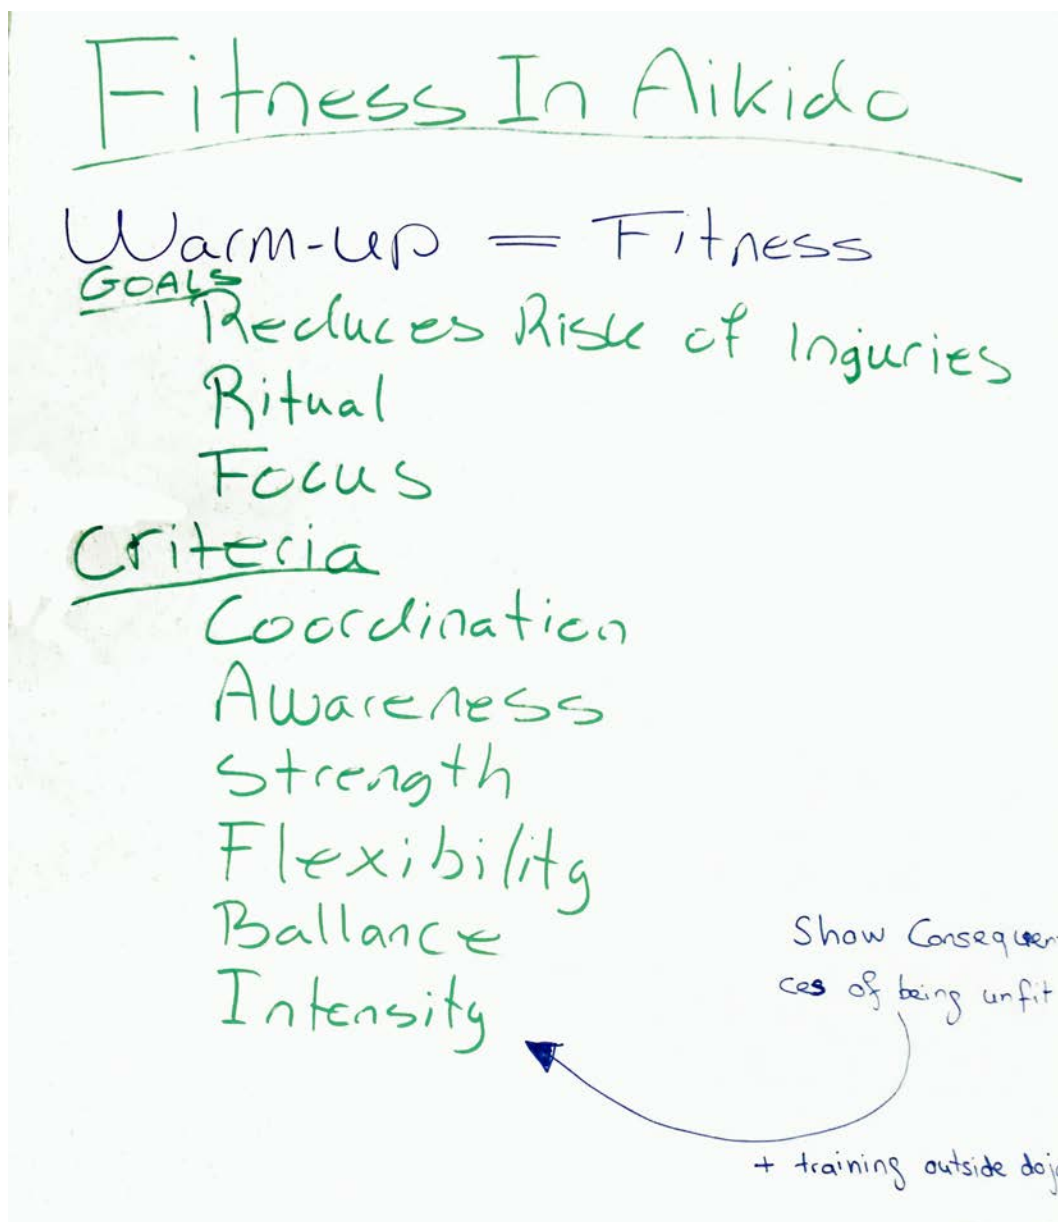 Fitness In Aikido
Warm-up = Fitness
GOALS
Reduces Risk of Injuries
Ritual
Focus
Criteria
Coordination
Awareness
Strength
Flexibility
Ballance
Intensity
Show Consequen
ces of being unfit
+ training outside dojo